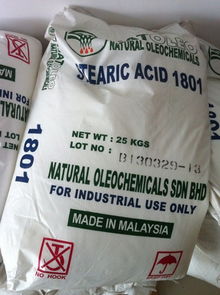 NATURAL OLEOCHEMICALS
STEARIC ACID 1801
NET WT : 25 KGS
LOT NO : B130329-13
NATURAL OLEOCHEMICALS SDN BHD
FOR INDUSTRIAL USE ONLY
MADE IN MALAYSIA
1801
NO HOOK